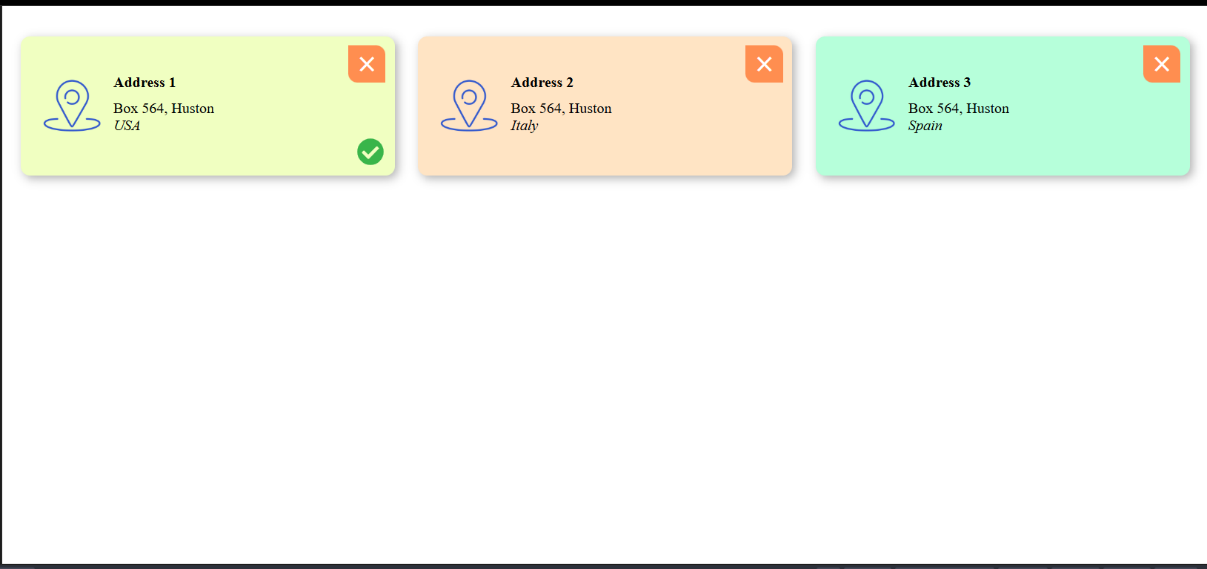 Address 1
Box 564, Huston
USA
Address 2
Box 564, Huston
Italy
Address 3
Box 564, Huston
Spain